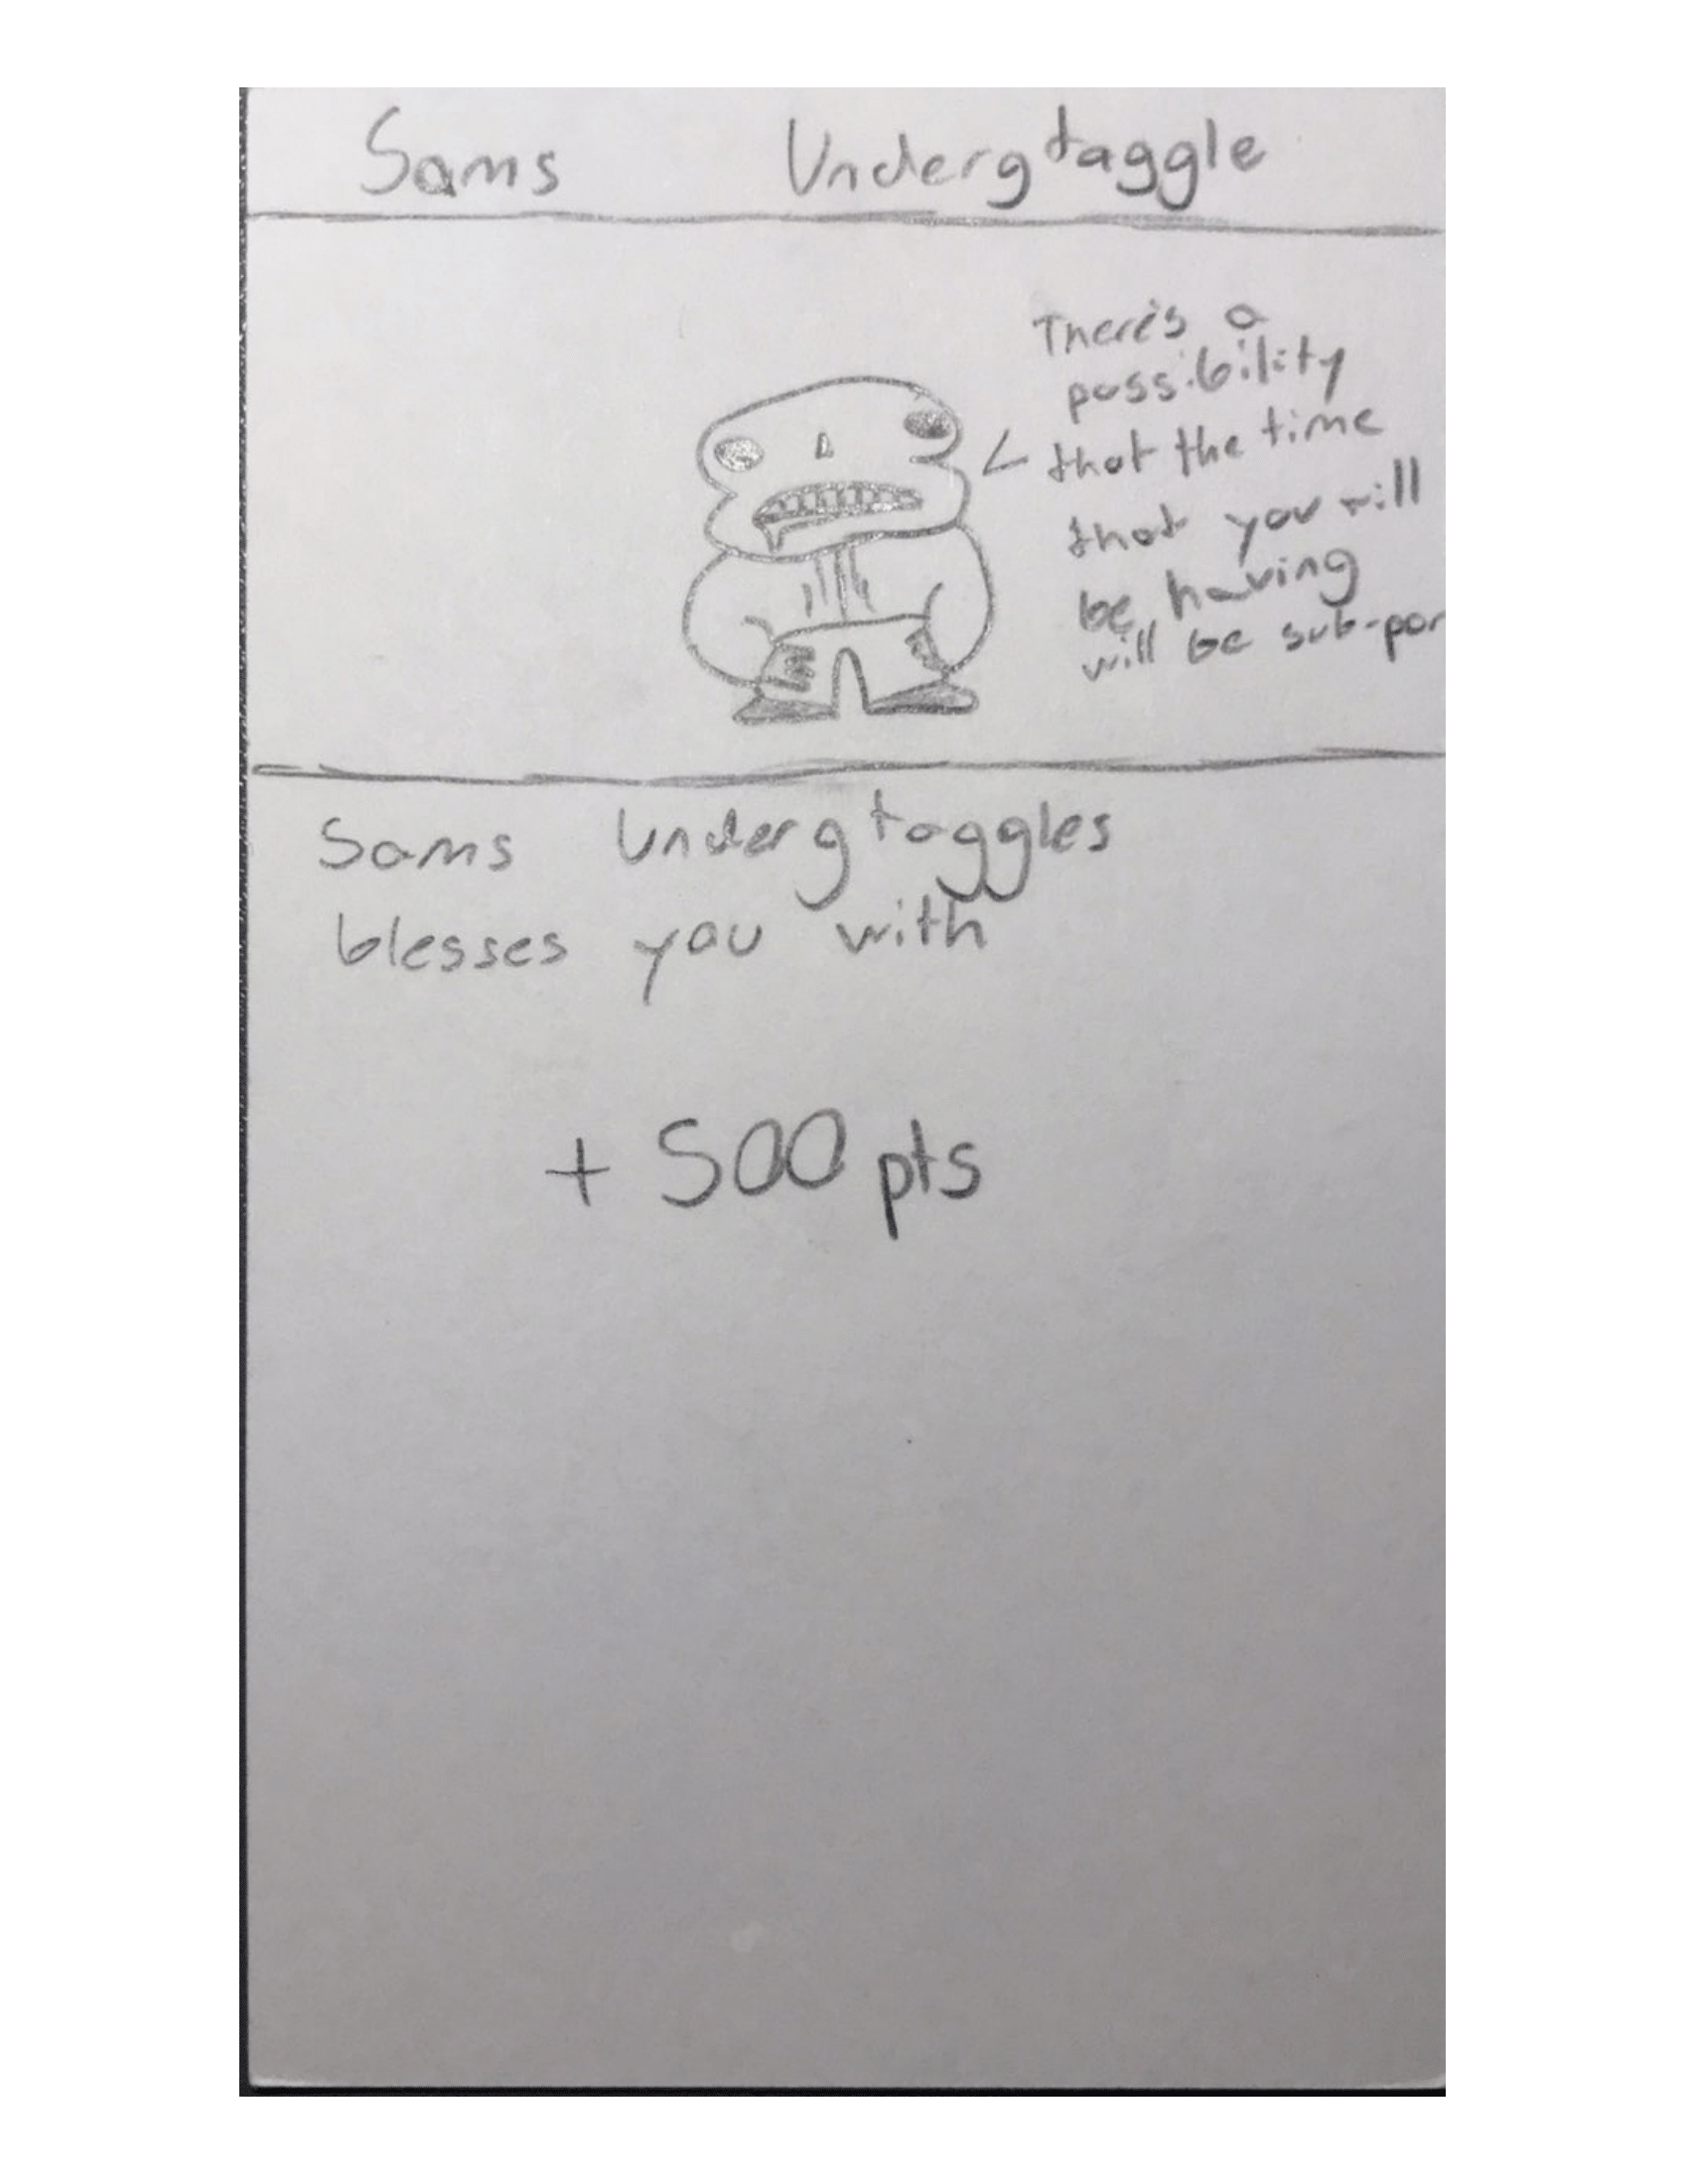 Sams Undergtaggle
There's a
possibility
that the time
that you will
be having
will be sub-par
Sams Undergtaggles
blesses you with
+ 500 pts